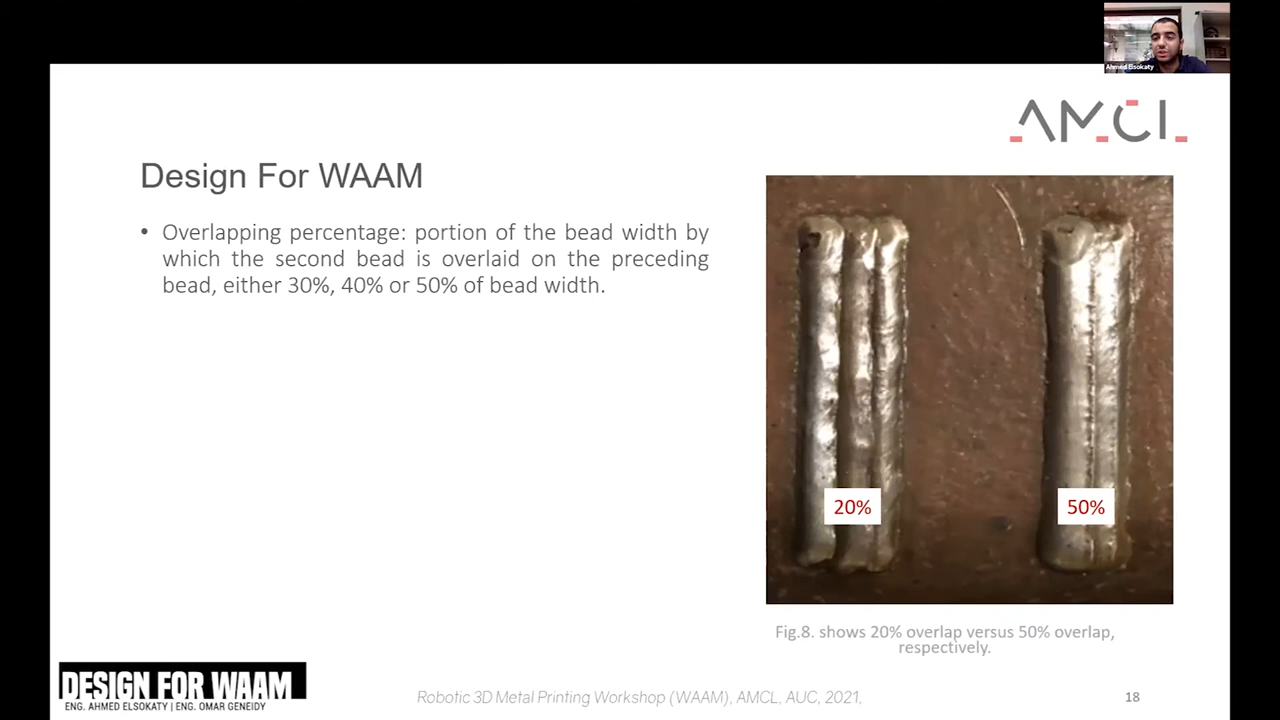 Ahmed Elsokaty
AMCL
Design For WAAM
• Overlapping percentage: portion of the bead width by
which the second bead is overlaid on the preceding
bead, either 30%, 40% or 50% of bead width.
20%
50%
Fig.8. shows 20% overlap versus 50% overlap,
respectively.
DESIGN FOR WAAM
ENG. AHMED ELSOKATY | ENG. OMAR GENEIDY
Robotic 3D Metal Printing Workshop (WAAM), AMCL, AUC, 2021,
18